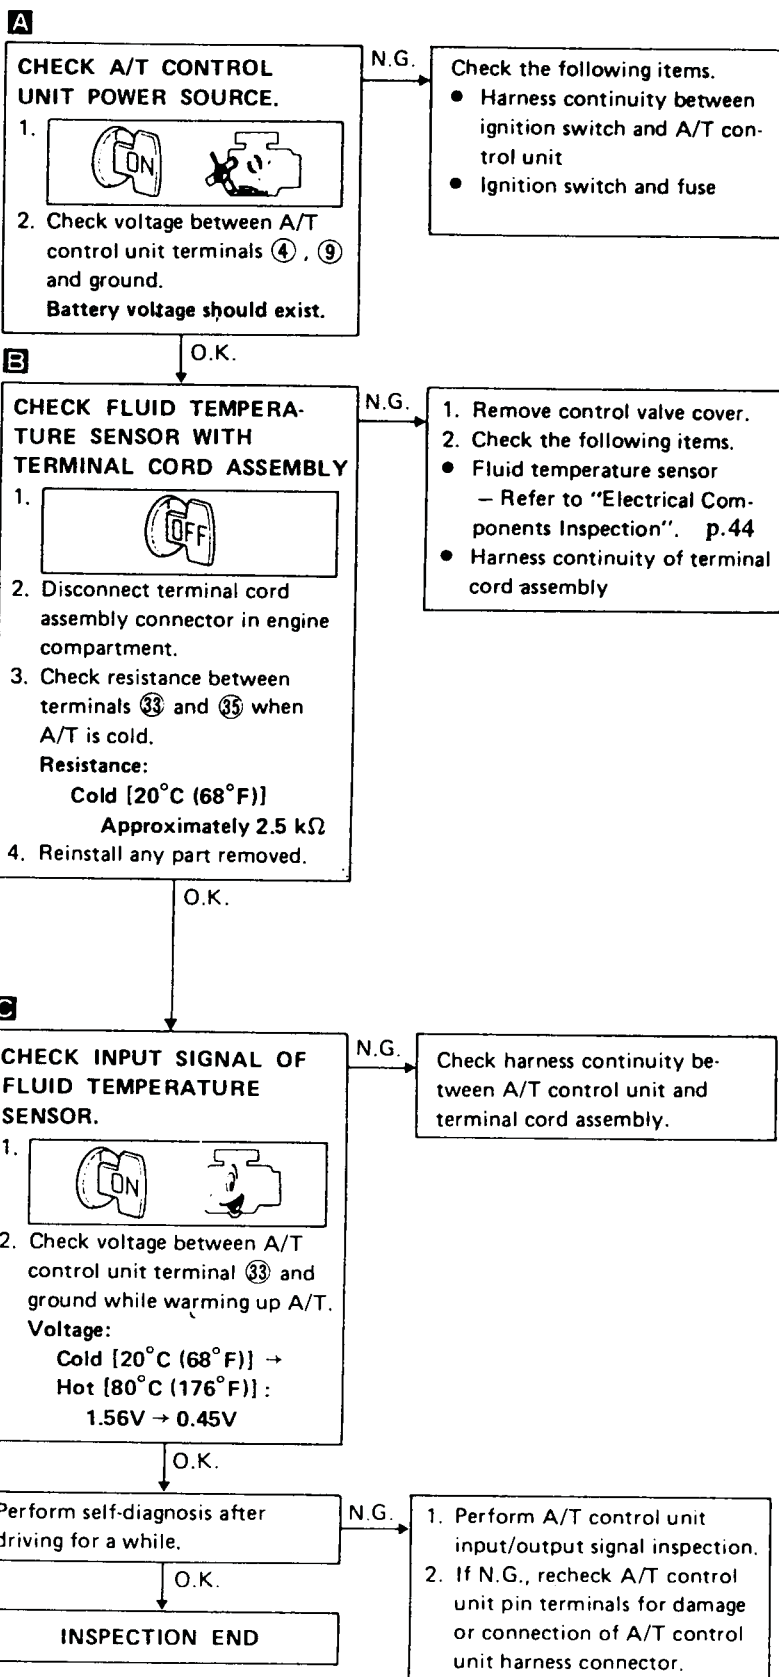 A
CHECK A/T CONTROL
UNIT POWER SOURCE.
1.
ON
2. Check voltage between A/T
control unit terminals ④ , ⑨
and ground.
Battery voltage should exist.
N.G.
Check the following items.
● Harness continuity between
ignition switch and A/T con-
trol unit
● Ignition switch and fuse
O.K.
B
CHECK FLUID TEMPERA-
TURE SENSOR WITH
TERMINAL CORD ASSEMBLY
1.
OFF
2. Disconnect terminal cord
assembly connector in engine
compartment.
3. Check resistance between
terminals ㉝ and ㉟ when
A/T is cold.
Resistance:
Cold [20°C (68°F)]
Approximately 2.5 kΩ
4. Reinstall any part removed.
N.G.
1. Remove control valve cover.
2. Check the following items.
● Fluid temperature sensor
– Refer to "Electrical Com-
ponents Inspection". p.44
● Harness continuity of terminal
cord assembly
O.K.
C
CHECK INPUT SIGNAL OF
FLUID TEMPERATURE
SENSOR.
1.
ON
2. Check voltage between A/T
control unit terminal ㉝ and
ground while warming up A/T.
Voltage:
Cold [20°C (68°F)] →
Hot [80°C (176°F)] :
1.56V → 0.45V
N.G.
Check harness continuity be-
tween A/T control unit and
terminal cord assembly.
O.K.
Perform self-diagnosis after
driving for a while.
N.G.
1. Perform A/T control unit
input/output signal inspection.
2. If N.G., recheck A/T control
unit pin terminals for damage
or connection of A/T control
unit harness connector.
O.K.
INSPECTION END